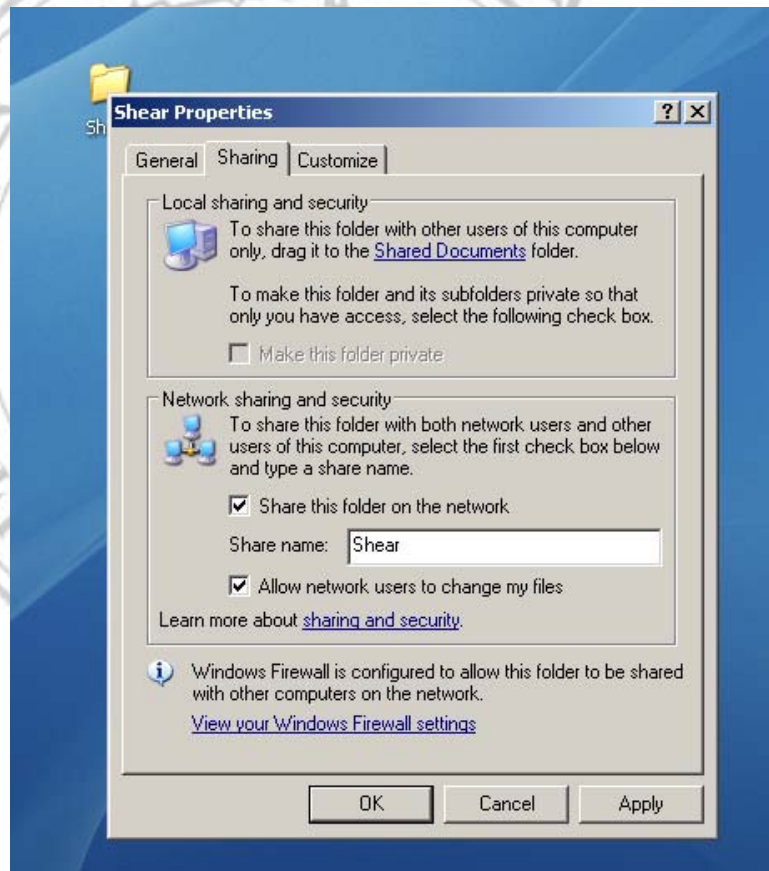 Sh
Shear Properties
General Sharing Customize
Local sharing and security
To share this folder with other users of this computer
only, drag it to the Shared Documents folder.
To make this folder and its subfolders private so that
only you have access, select the following check box.
Make this folder private
Network sharing and security
To share this folder with both network users and other
users of this computer, select the first check box below
and type a share name.
Share this folder on the network
Share name: Shear
Allow network users to change my files
Learn more about sharing and security.
Windows Firewall is configured to allow this folder to be shared
with other computers on the network.
View your Windows Firewall settings
OK Cancel Apply